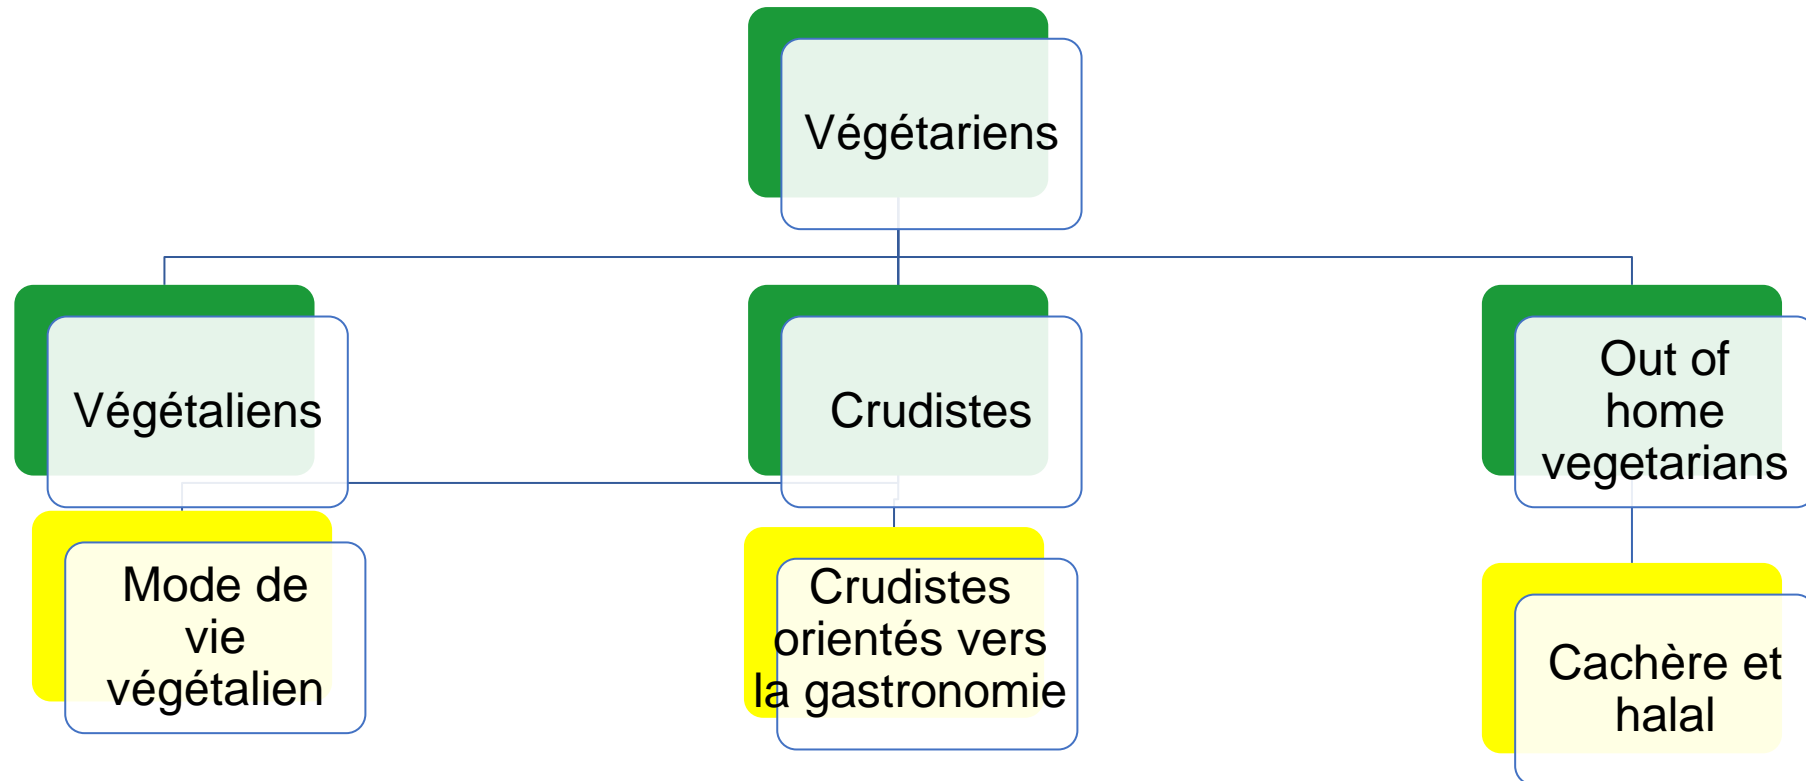 Végétariens
Végétaliens
Crudistes
Out of
home
vegetarians
Mode de
vie
végétalien
Crudistes
orientés vers
la gastronomie
Cachère et
halal